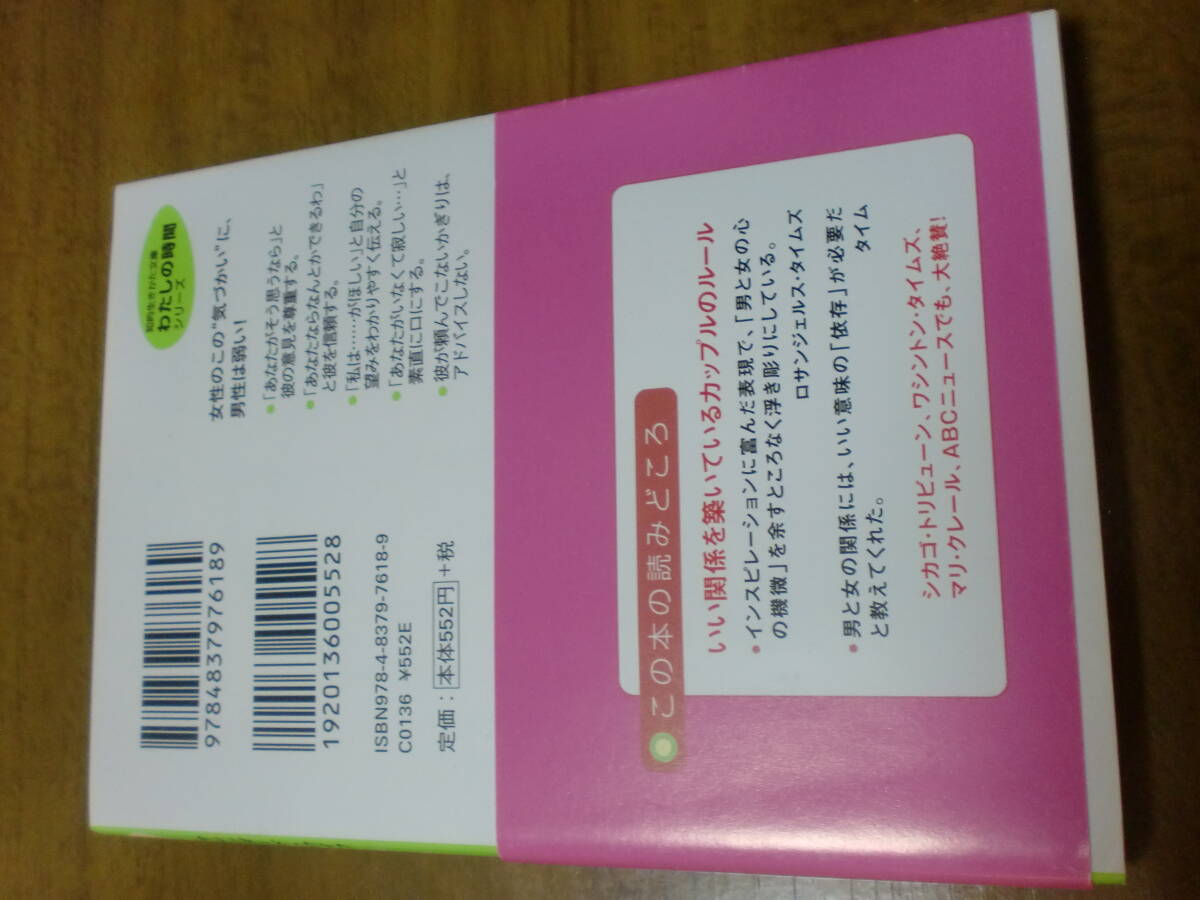 知的生きかた文庫
わたしの時間
シリーズ
女性のこの"気づかい"に、
男性は弱い!
●「あなたがそう思うなら」と
彼の意見を尊重する。
●「あなたならなんとかできるわ」
と彼を信頼する。
●「私は……がほしい」と自分の
望みをわかりやすく伝える。
●「あなたがいなくて寂しい…」と
素直に口にする。
●彼が頼んでこないかぎりは、
アドバイスしない。
9784837976189
1920136005528
ISBN978-4-8379-7618-9
C0136 ¥552E
定価:本体552円+税
この本の読みどころ
いい関係を築いているカップルのルール
●インスピレーションに富んだ表現で、「男と女の心
の機微」を余すところなく浮き彫りにしている。
ロサンジェルス・タイムズ
●男と女の関係には、いい意味の「依存」が必要だ
と教えてくれた。
タイム
シカゴ・トリビューン、ワシントン・タイムズ、
マリ・クレール、ABCニュースでも、大絶賛!